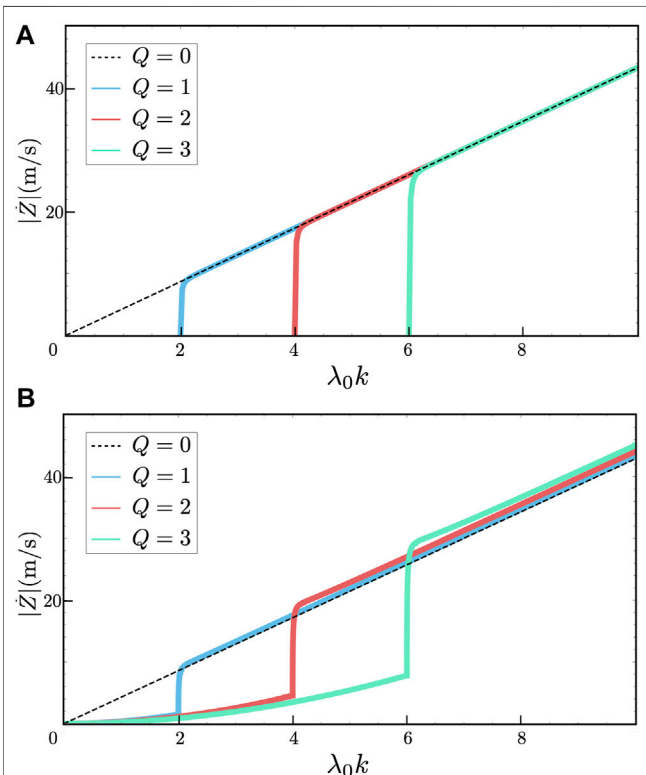 A
Q = 0
Q = 1
Q = 2
Q = 3
|Ż|(m/s)
40
20
0
2
4
6
8
λ₀k
B
Q = 0
Q = 1
Q = 2
Q = 3
|Ż|(m/s)
40
20
0
2
4
6
8
λ₀k